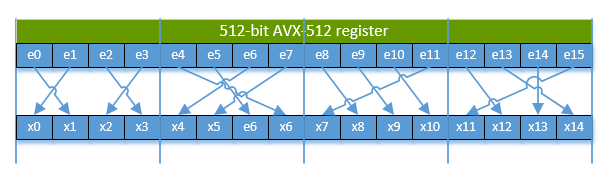 512-bit AVX-512 register
e0 e1 e2 e3 e4 e5 e6 e7 e8 e9 e10 e11 e12 e13 e14 e15
x0 x1 x2 x3 x4 x5 e6 x6 x7 x8 x9 x10 x11 x12 x13 x14